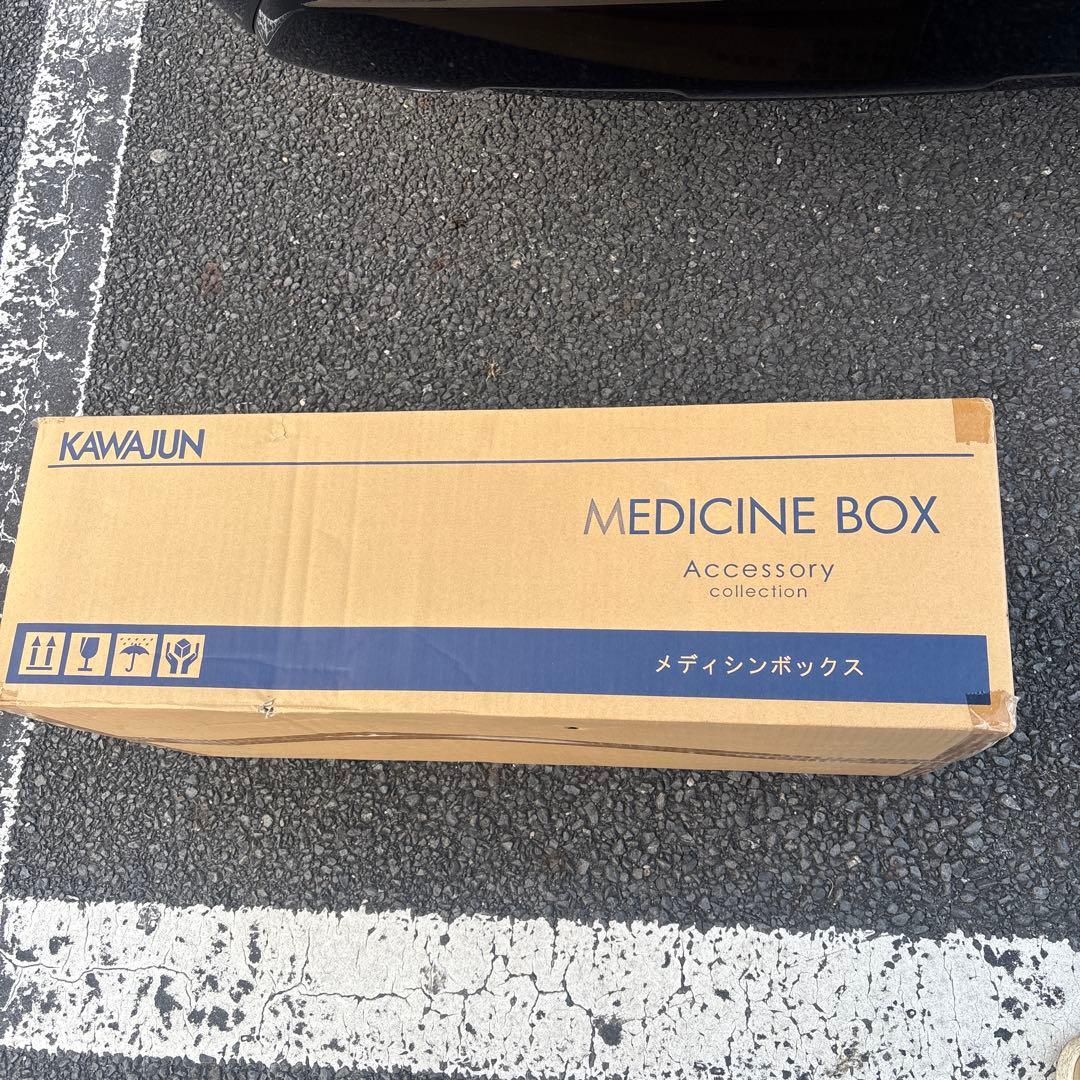 KAWAJUN
MEDICINE BOX
Accessory
collection
メディシンボックス